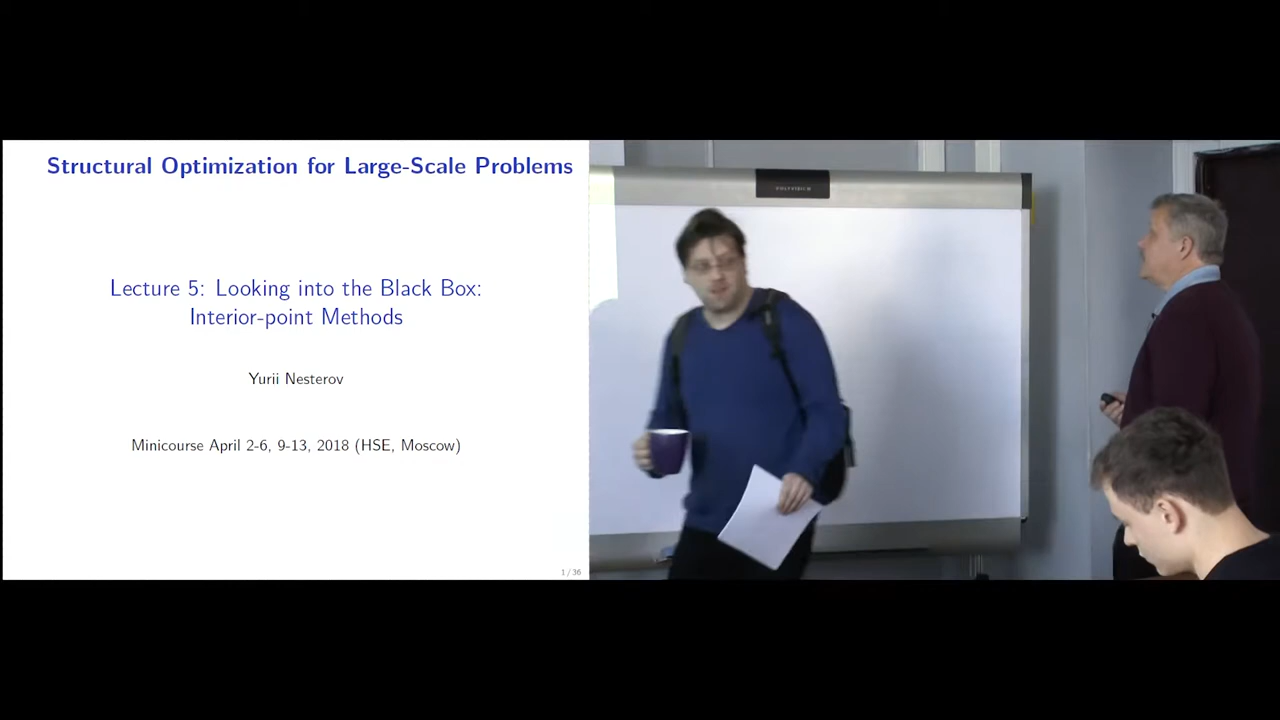 Structural Optimization for Large-Scale Problems
Lecture 5: Looking into the Black Box:
Interior-point Methods
Yurii Nesterov
Minicourse April 2-6, 9-13, 2018 (HSE, Moscow)
1 / 36
POLYVISION